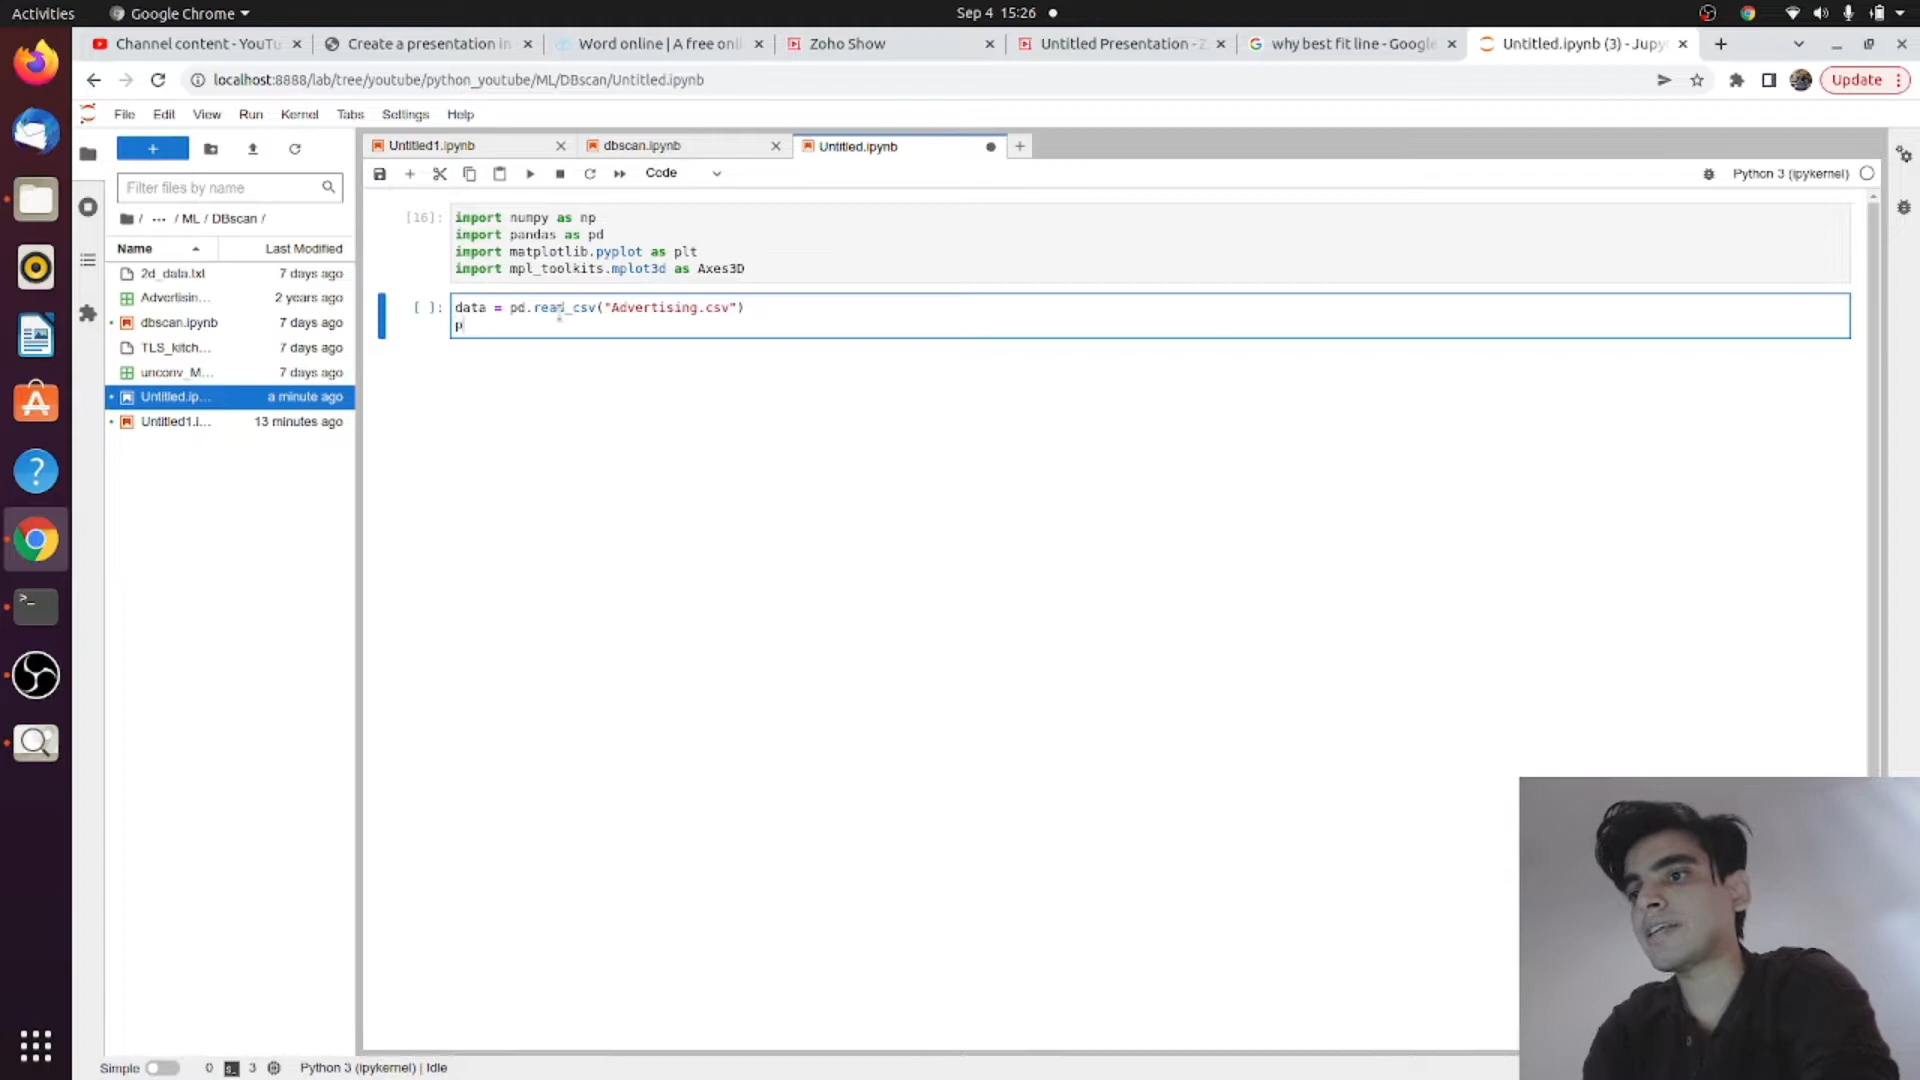 Activities Google Chrome Sep 4 15:26
Channel content - YouTu Create a presentation in Word online | A free onli Zoho Show Untitled Presentation - Z why best fit line - Google Untitled.ipynb (3) - Jupy
localhost:8888/lab/tree/youtube/python_youtube/ML/DBscan/Untitled.ipynb Update
File Edit View Run Kernel Tabs Settings Help
+ Untitled1.ipynb dbscan.ipynb Untitled.ipynb
Code Python 3 (ipykernel)
Filter files by name
/ ··· / ML / DBscan /
Name Last Modified
2d_data.txt 7 days ago
Advertisin... 2 years ago
dbscan.ipynb 7 days ago
TLS_kitch... 7 days ago
unconv_M... 7 days ago
Untitled.ip... a minute ago
Untitled1.i... 13 minutes ago
[16]: import numpy as np
import pandas as pd
import matplotlib.pyplot as plt
import mpl_toolkits.mplot3d as Axes3D
[ ]: data = pd.read_csv("Advertising.csv")
p
Simple 0 3 Python 3 (ipykernel) | Idle